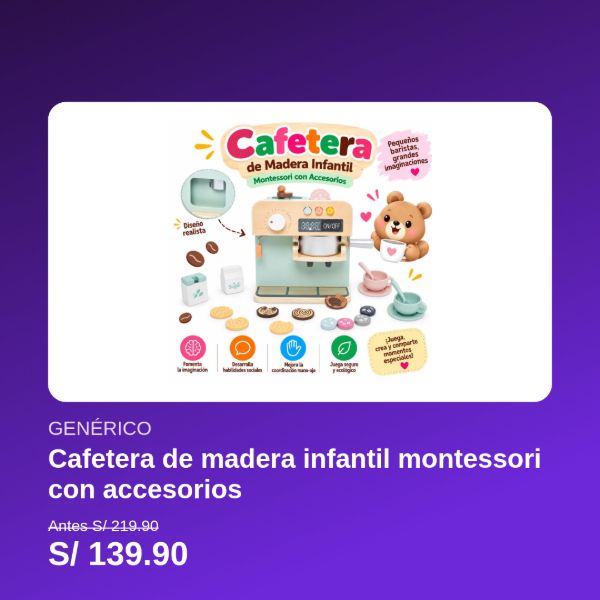 Cafetera
de Madera Infantil
Montessori con Accesorios
Pequeños
baristas,
grandes
imaginaciones
Diseño
realista
ON/OFF
Fomenta
la imaginación
Desarrolla
habilidades sociales
Mejora la
coordinación mano-ojo
Juego seguro
y ecológico
¡Juega,
crea y comparte
momentos
especiales!
GENÉRICO
Cafetera de madera infantil montessori
con accesorios
Antes S/ 219.90
S/ 139.90